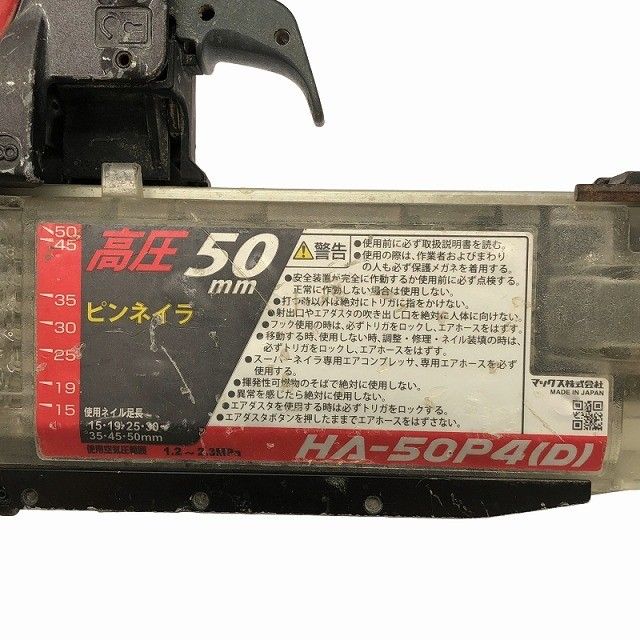 50
45
35
30
25
19
15
高圧 50
mm
ピンネイラ
使用ネイル足長
15・19・25・30
35・45・50mm
使用空気圧範囲 1.2～2.3MPa
警告
●使用前に必ず取扱説明書を読む。
●使用の際は、作業者およびまわり
の人も必ず保護メガネを着用する。
●安全装置が完全に作動するか使用前に必ず点検する。
正常に作動しない場合は使用しない。
●打つ時以外は絶対にトリガに指をかけない。
●射出口やエアダスタの吹き出し口を絶対に人体に向けない。
●フック使用の時は、必ずトリガをロックし、エアホースをはずす。
●移動する時、使用しない時、調整・修理・ネイル装填の時は、
必ずトリガをロックし、エアホースをはずす。
●スーパーネイラ専用エアコンプレッサ、専用エアホースを必ず
使用する。
●揮発性可燃物のそばで絶対に使用しない。
●異常を感じたら絶対に使用しない。
●エアダスタを使用する時は必ずトリガをロックする。
●エアダスタボタンを押したままでエアホースをはずさない。
マックス株式会社
MADE IN JAPAN
HA-50P4(D)